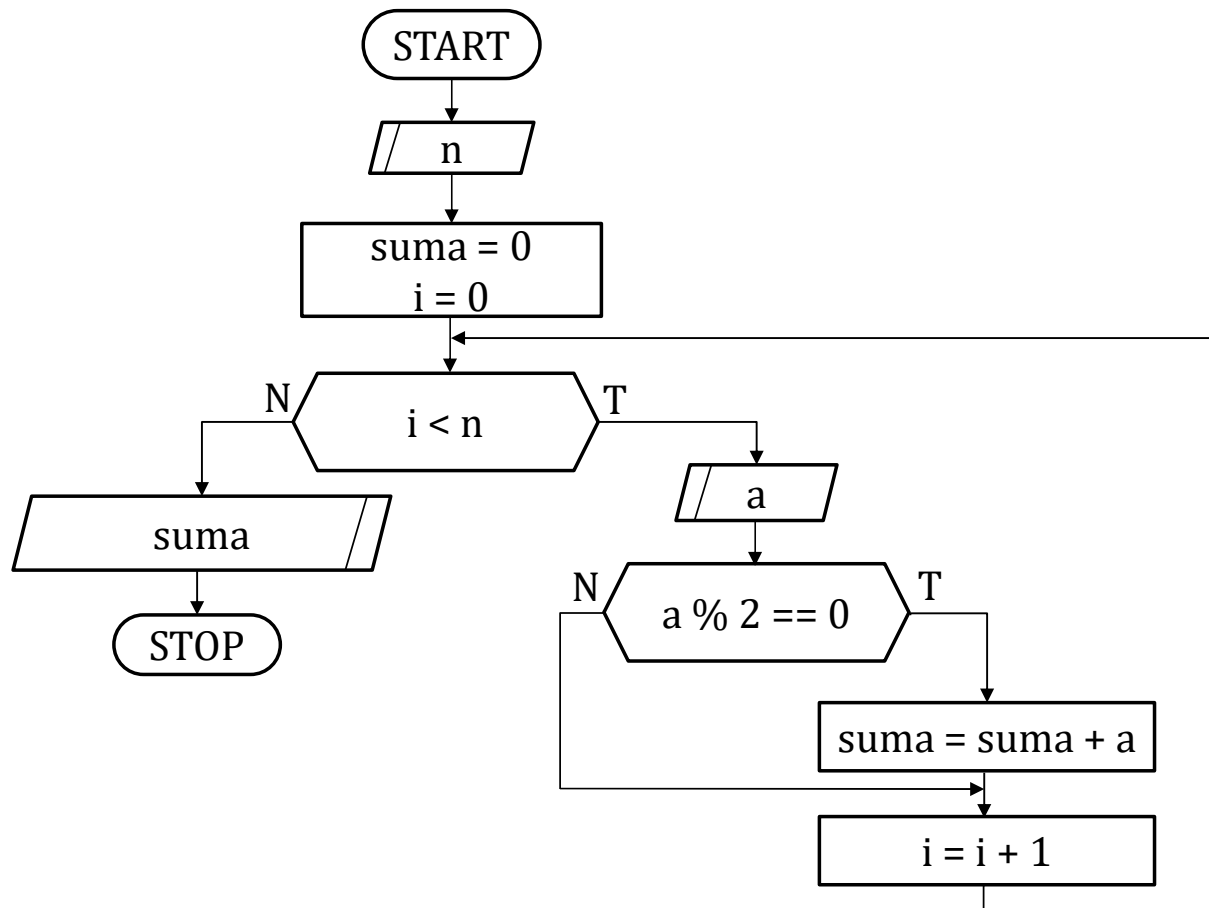 START
n
suma = 0
i = 0
N
i < n
T
suma
STOP
a
N
a % 2 == 0
T
suma = suma + a
i = i + 1